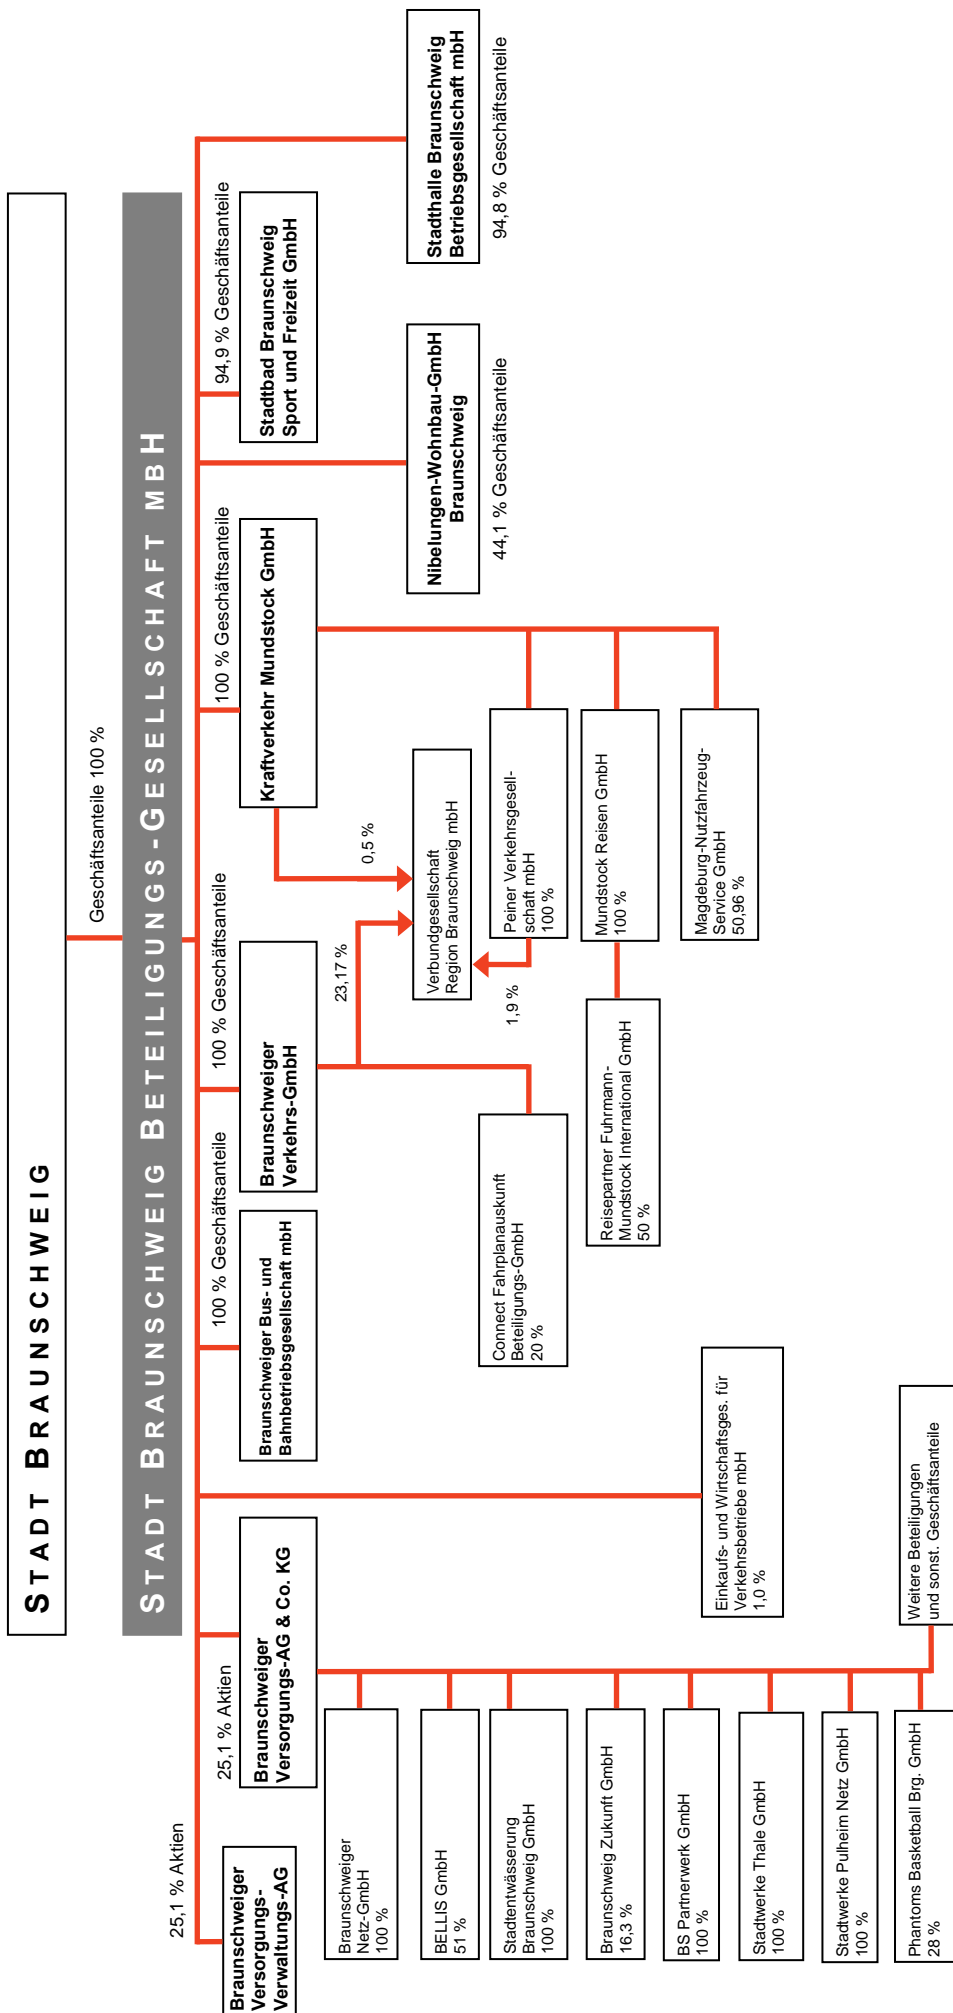 STADT BRAUNSCHWEIG
Geschäftsanteile 100 %
STADT BRAUNSCHWEIG BETEILIGUNGS-GESELLSCHAFT MBH
25,1 % Aktien
Braunschweiger
Versorgungs-
Verwaltungs-AG
25,1 % Aktien
Braunschweiger
Versorgungs-AG & Co. KG
100 % Geschäftsanteile
Braunschweiger Bus- und
Bahnbetriebsgesellschaft mbH
100 % Geschäftsanteile
Braunschweiger
Verkehrs-GmbH
100 % Geschäftsanteile
Kraftverkehr Mundstock GmbH
94,9 % Geschäftsanteile
Stadtbad Braunschweig
Sport und Freizeit GmbH
Nibelungen-Wohnbau-GmbH
Braunschweig
44,1 % Geschäftsanteile
Stadthalle Braunschweig
Betriebsgesellschaft mbH
94,8 % Geschäftsanteile
Braunschweiger
Netz-GmbH
100 %
BELLIS GmbH
51 %
Stadtentwässerung
Braunschweig GmbH
100 %
Braunschweig Zukunft GmbH
16,3 %
BS Partnerwerk GmbH
100 %
Stadtwerke Thale GmbH
100 %
Stadtwerke Pulheim Netz GmbH
100 %
Phantoms Basketball Brg. GmbH
28 %
Weitere Beteiligungen
und sonst. Geschäftsanteile
Einkaufs- und Wirtschaftsges. für
Verkehrsbetriebe mbH
1,0 %
23,17 %
0,5 %
Verbundgesellschaft
Region Braunschweig mbH
1,9 %
Connect Fahrplanauskunft
Beteiligungs-GmbH
20 %
Peiner Verkehrsgesell-
schaft mbH
100 %
Reisepartner Fuhrmann-
Mundstock International GmbH
50 %
Mundstock Reisen GmbH
100 %
Magdeburg-Nutzfahrzeug-
Service GmbH
50,96 %